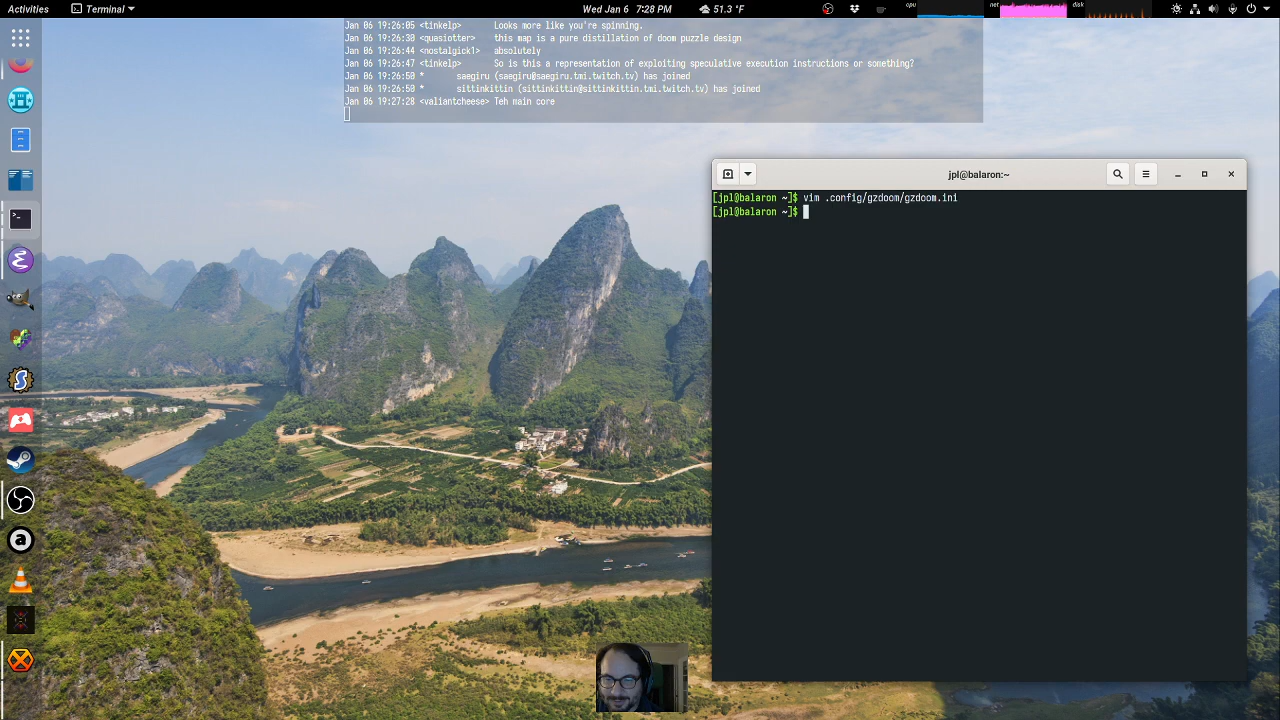 Activities
Terminal
Wed Jan 6 7:28 PM
51.3 °F
cpu
net
disk
Jan 06 19:26:05 <tinkelp> Looks more like you're spinning.
Jan 06 19:26:30 <quasiotter> this map is a pure distillation of doom puzzle design
Jan 06 19:26:44 <nostalgick1> absolutely
Jan 06 19:26:47 <tinkelp> So is this a representation of exploiting speculative execution instructions or something?
Jan 06 19:26:50 * saegiru (saegiru@saegiru.tmi.twitch.tv) has joined
Jan 06 19:26:50 * sittinkittin (sittinkittin@sittinkittin.tmi.twitch.tv) has joined
Jan 06 19:27:28 <valiantcheese> Teh main core
jpl@balaron:~
[jpl@balaron ~]$ vim .config/gzdoom/gzdoom.ini
[jpl@balaron ~]$